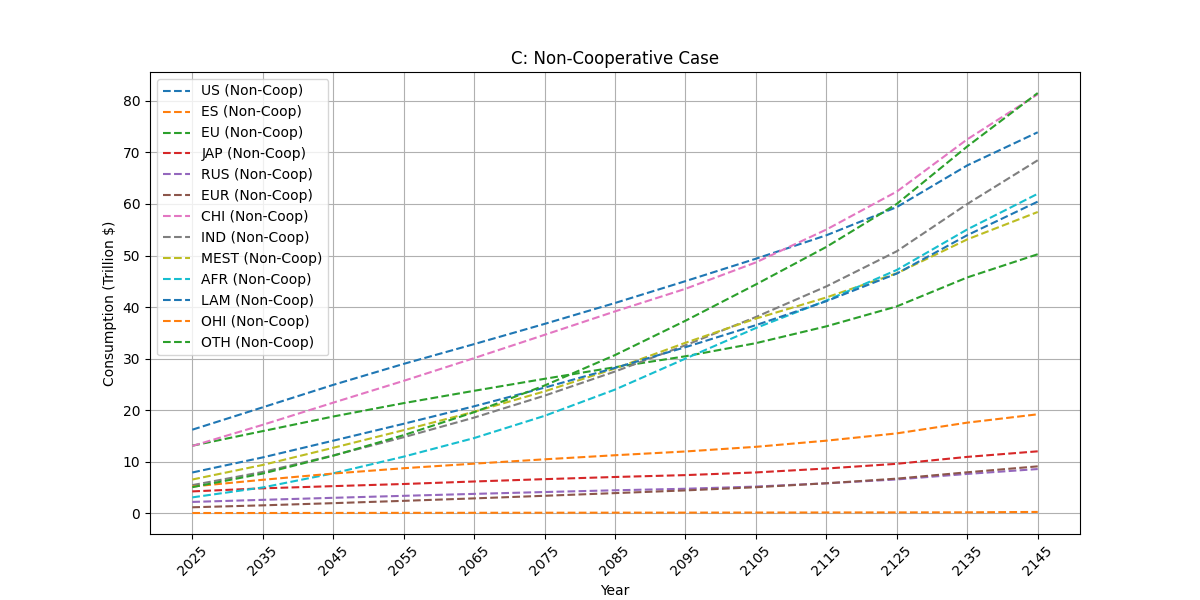 C: Non-Cooperative Case
Consumption (Trillion $)
80
70
60
50
40
30
20
10
0
US (Non-Coop)
ES (Non-Coop)
EU (Non-Coop)
JAP (Non-Coop)
RUS (Non-Coop)
EUR (Non-Coop)
CHI (Non-Coop)
IND (Non-Coop)
MEST (Non-Coop)
AFR (Non-Coop)
LAM (Non-Coop)
OHI (Non-Coop)
OTH (Non-Coop)
2025 2035 2045 2055 2065 2075 2085 2095 2105 2115 2125 2135 2145
Year